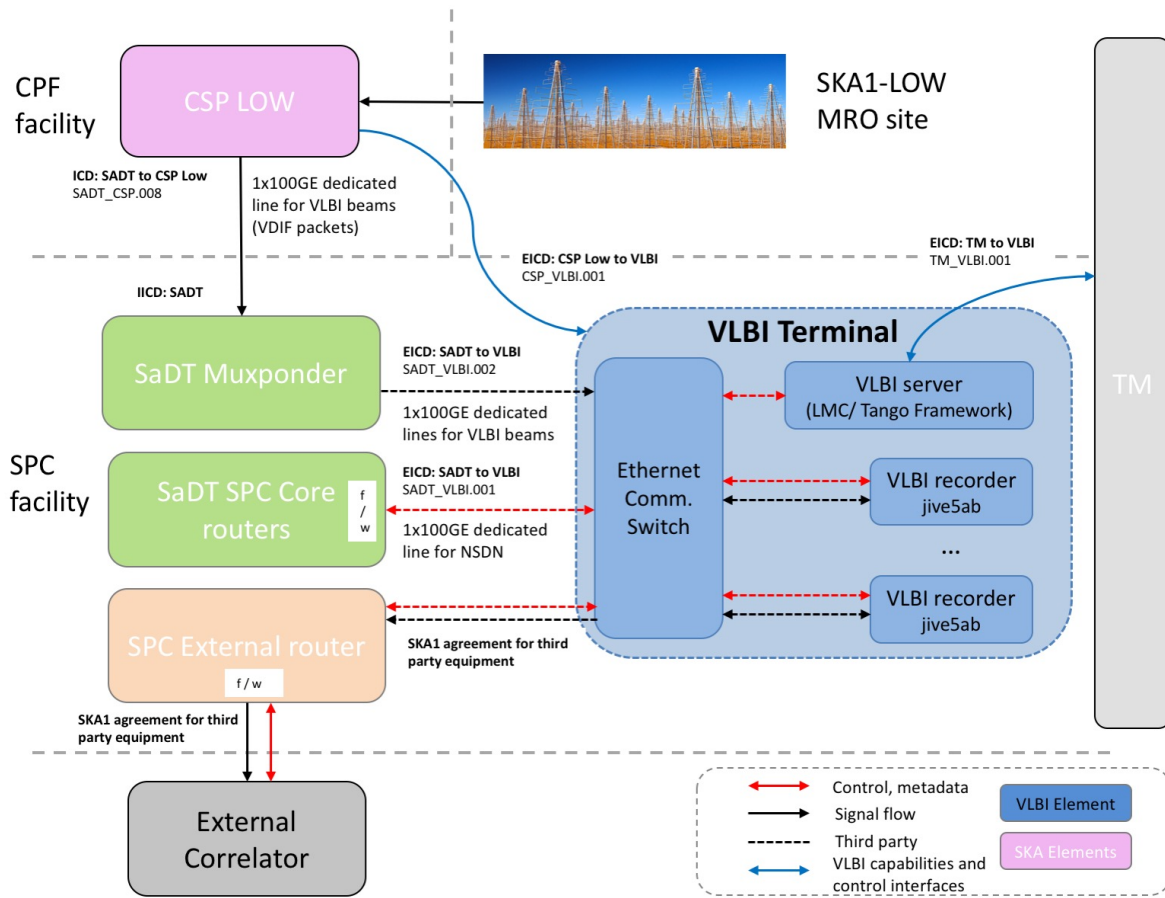 CPF
facility
CSP LOW
SKA1-LOW
MRO site
ICD: SADT to CSP Low
SADT_CSP.008
1x100GE dedicated
line for VLBI beams
(VDIF packets)
EICD: CSP Low to VLBI
CSP_VLBI.001
EICD: TM to VLBI
TM_VLBI.001
TM
IICD: SADT
SPC
facility
SaDT Muxponder
EICD: SADT to VLBI
SADT_VLBI.002
1x100GE dedicated
lines for VLBI beams
SaDT SPC Core
routers
f
/
w
EICD: SADT to VLBI
SADT_VLBI.001
1x100GE dedicated
line for NSDN
SPC External router
f / w
SKA1 agreement for third
party equipment
SKA1 agreement for third
party equipment
VLBI Terminal
Ethernet
Comm.
Switch
VLBI server
(LMC/ Tango Framework)
VLBI recorder
jive5ab
...
VLBI recorder
jive5ab
External
Correlator
Control, metadata
Signal flow
Third party
VLBI capabilities and
control interfaces
VLBI Element
SKA Elements